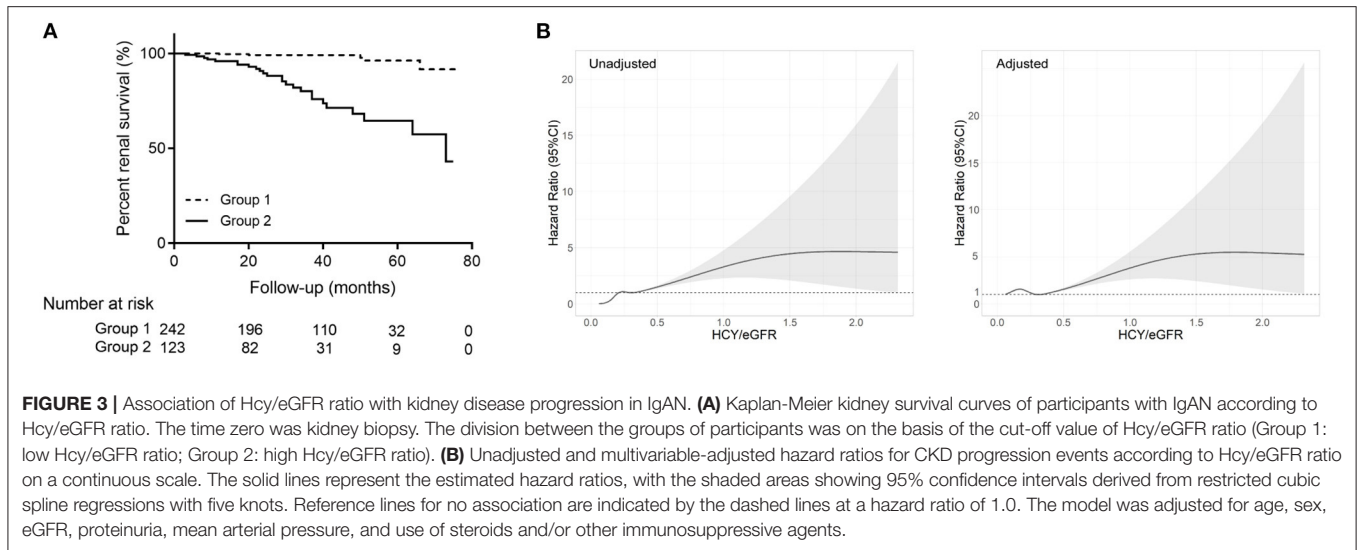 A
B
Percent renal survival (%)
100
50
0
Group 1
Group 2
0 20 40 60 80
Follow-up (months)
Number at risk
Group 1 242 196 110 32 0
Group 2 123 82 31 9 0
Unadjusted
Hazard Ratio (95%CI)
20
15
10
5
0
0.0 0.5 1.0 1.5 2.0
HCY/eGFR
Adjusted
Hazard Ratio (95%CI)
20
15
10
5
1
0
0.0 0.5 1.0 1.5 2.0
HCY/eGFR
FIGURE 3 | Association of Hcy/eGFR ratio with kidney disease progression in IgAN. (A) Kaplan-Meier kidney survival curves of participants with IgAN according to
Hcy/eGFR ratio. The time zero was kidney biopsy. The division between the groups of participants was on the basis of the cut-off value of Hcy/eGFR ratio (Group 1:
low Hcy/eGFR ratio; Group 2: high Hcy/eGFR ratio). (B) Unadjusted and multivariable-adjusted hazard ratios for CKD progression events according to Hcy/eGFR ratio
on a continuous scale. The solid lines represent the estimated hazard ratios, with the shaded areas showing 95% confidence intervals derived from restricted cubic
spline regressions with five knots. Reference lines for no association are indicated by the dashed lines at a hazard ratio of 1.0. The model was adjusted for age, sex,
eGFR, proteinuria, mean arterial pressure, and use of steroids and/or other immunosuppressive agents.